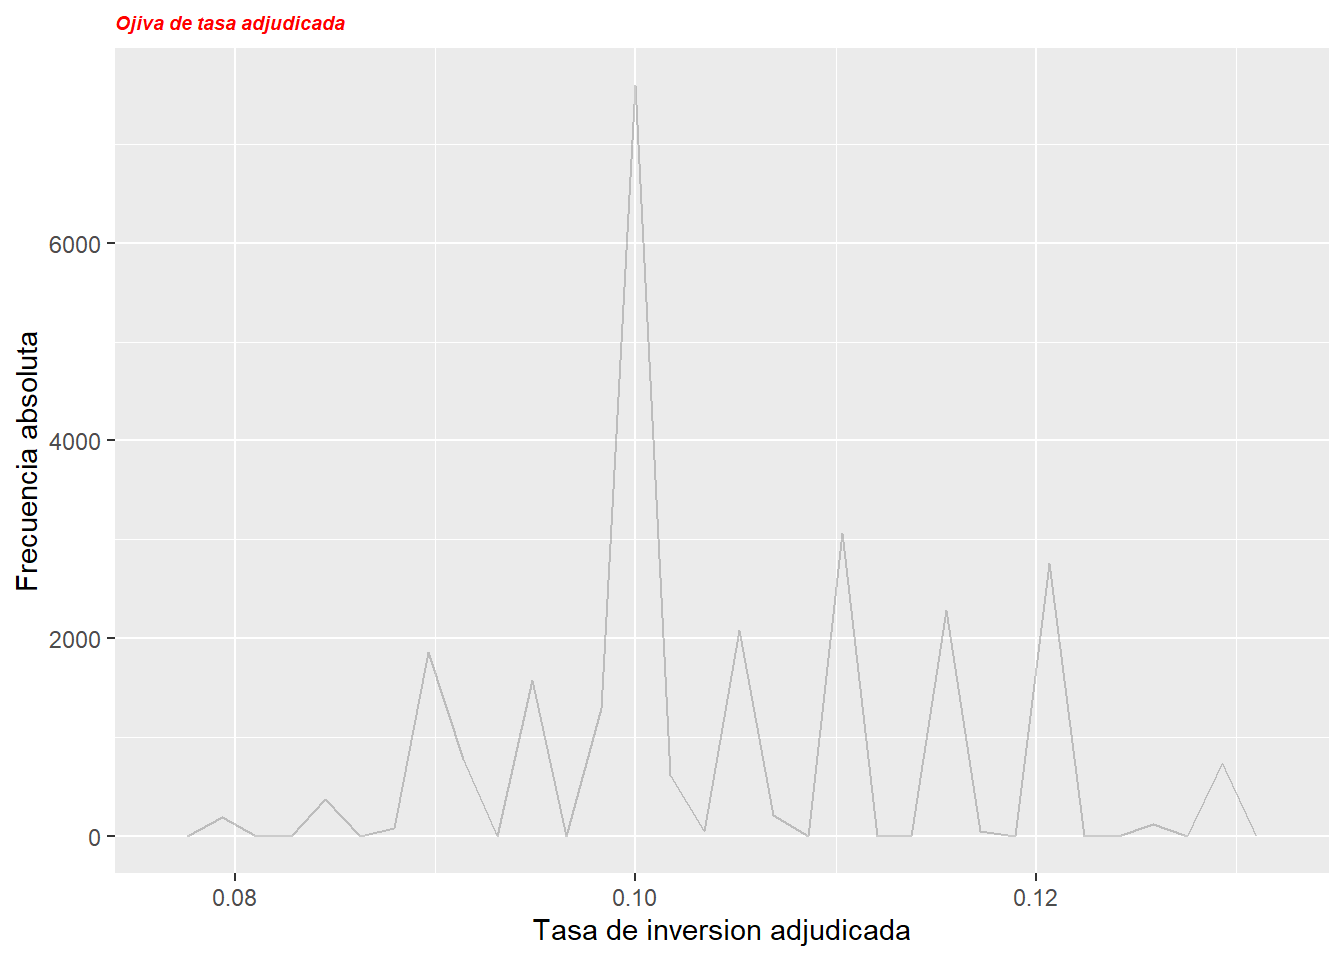 Ojiva de tasa adjudicada
Frecuencia absoluta
6000
4000
2000
0
0.08
0.10
0.12
Tasa de inversion adjudicada